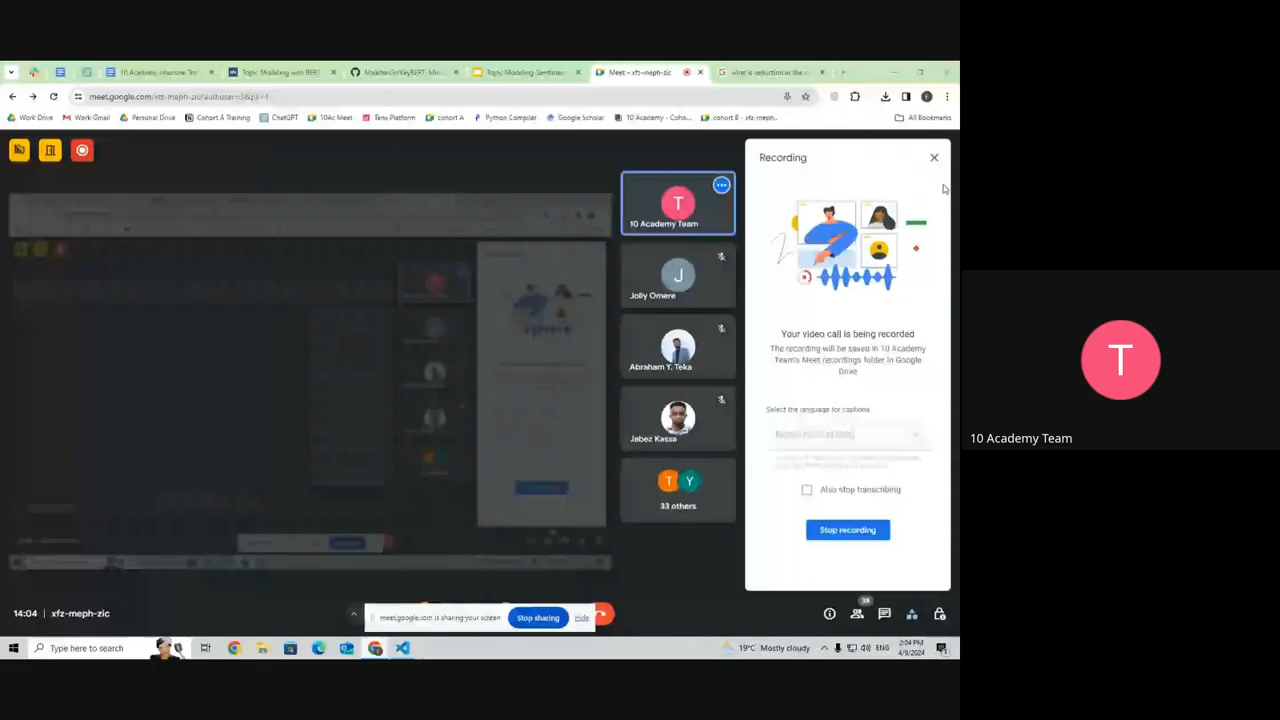 10 Academy Intensive Tra
Topic Modeling with BERT
MaartenGr/KeyBERT: Mini
Topic Modeling-Sentimen
Meet – xfz-meph-zic
what is reduction in the c
Work Drive
Work Gmail
Personal Drive
Cohort A Training
ChatGPT
10Ac Meet
Tenx Platform
cohort A
Python Compiler
Google Scholar
10 Academy - Coho...
cohort B - xfz-meph...
All Bookmarks
Recording
T
10 Academy Team
J
Jolly Omere
Abraham Y. Teka
Jabez Kassa
T Y
33 others
Your video call is being recorded
The recording will be saved in 10 Academy
Team's Meet recordings folder in Google
Drive
Select the language for captions
Also stop transcribing
Stop recording
14:04 | xfz-meph-zic
meet.google.com is sharing your screen
Stop sharing
Hide
38
Type here to search
19°C Mostly cloudy
ENG
2:04 PM
4/9/2024
T
10 Academy Team